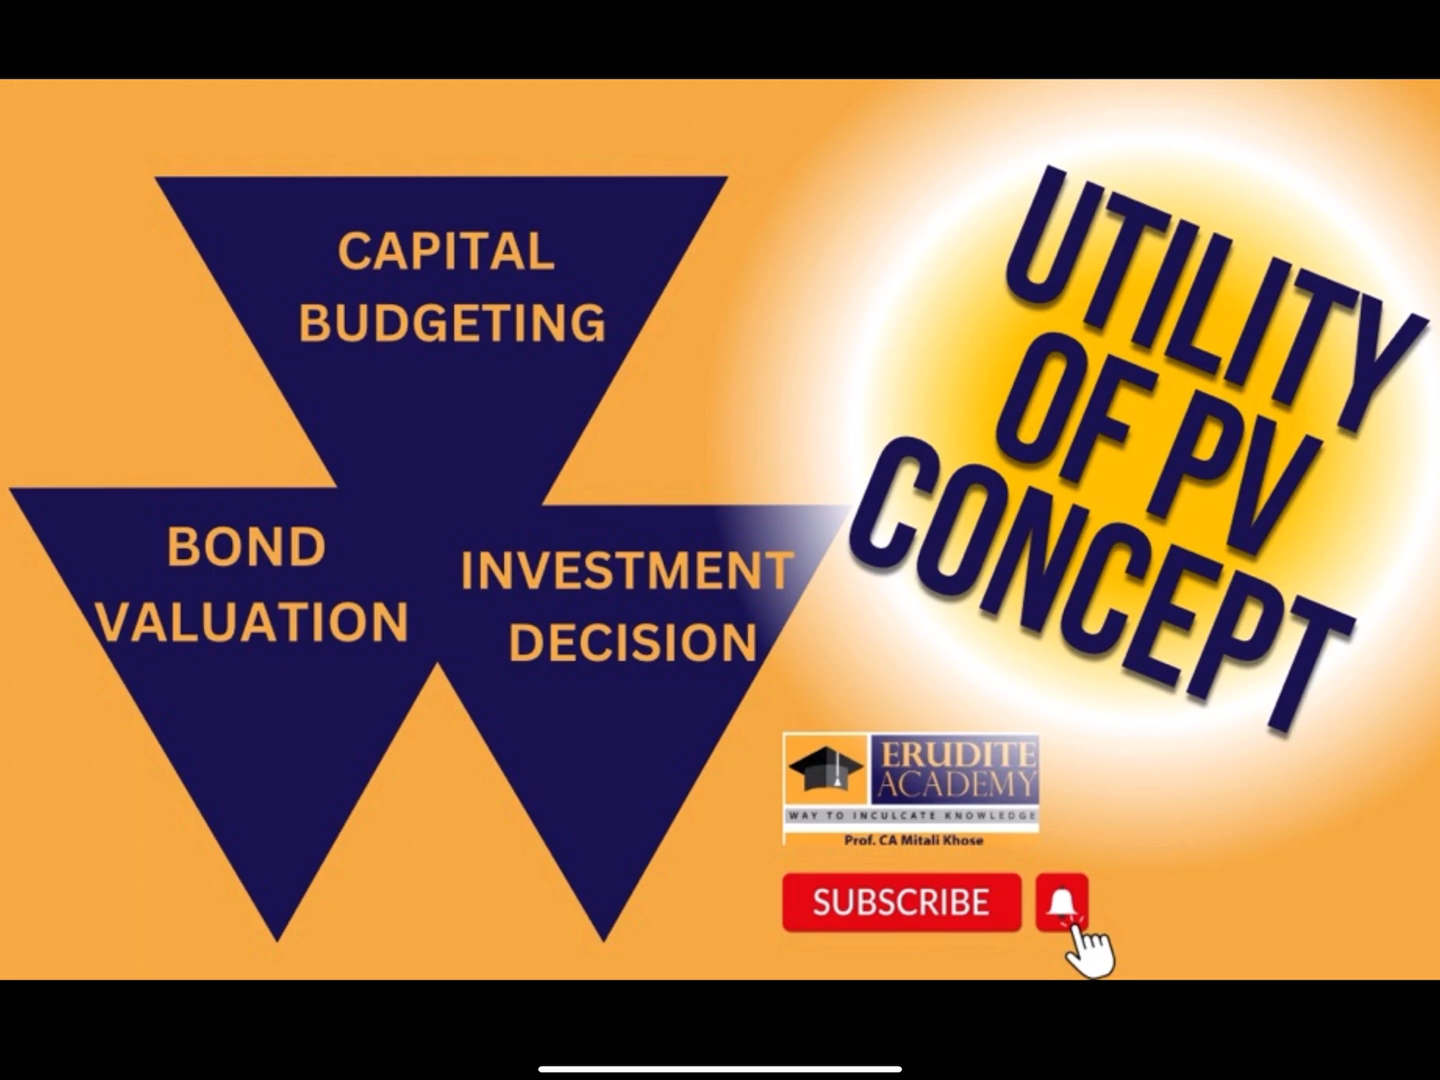 CAPITAL
BUDGETING
BOND
VALUATION
INVESTMENT
DECISION
UTILITY
OF PV
CONCEPT
ERUDITE
ACADEMY
WAY TO INCULCATE KNOWLEDGE
Prof. CA Mitali Khose
SUBSCRIBE